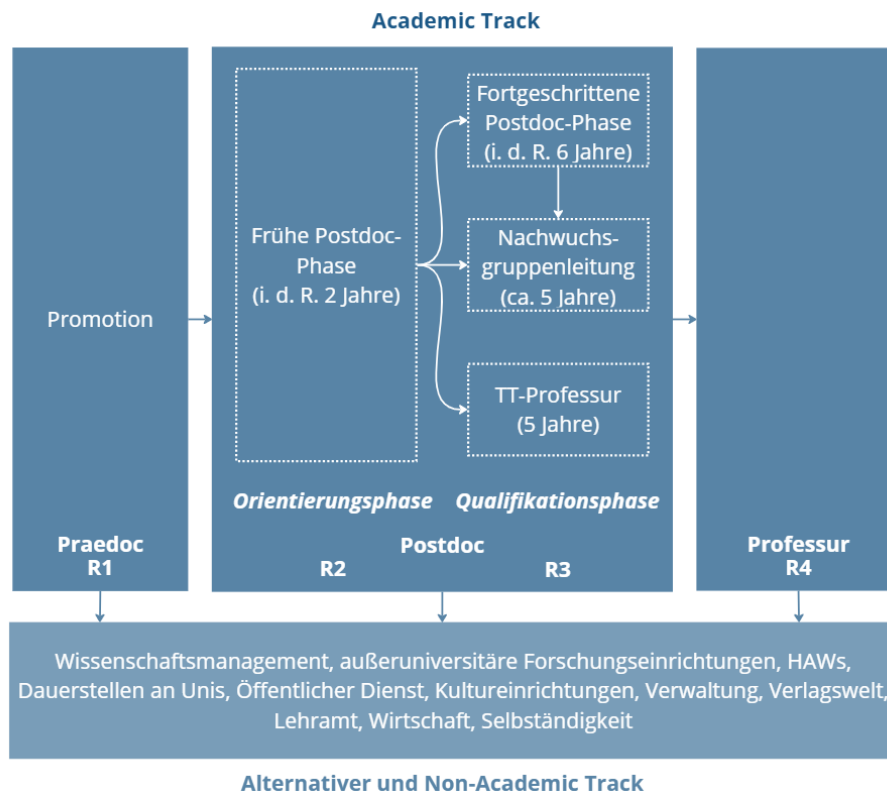 Academic Track
Promotion
Praedoc
R1
Frühe Postdoc-
Phase
(i. d. R. 2 Jahre)
Fortgeschrittene
Postdoc-Phase
(i. d. R. 6 Jahre)
Nachwuchs-
gruppenleitung
(ca. 5 Jahre)
TT-Professur
(5 Jahre)
Orientierungsphase
Qualifikationsphase
Postdoc
R2
R3
Professur
R4
Wissenschaftsmanagement, außeruniversitäre Forschungseinrichtungen, HAWs,
Dauerstellen an Unis, Öffentlicher Dienst, Kultureinrichtungen, Verwaltung, Verlagswelt,
Lehramt, Wirtschaft, Selbständigkeit
Alternativer und Non-Academic Track